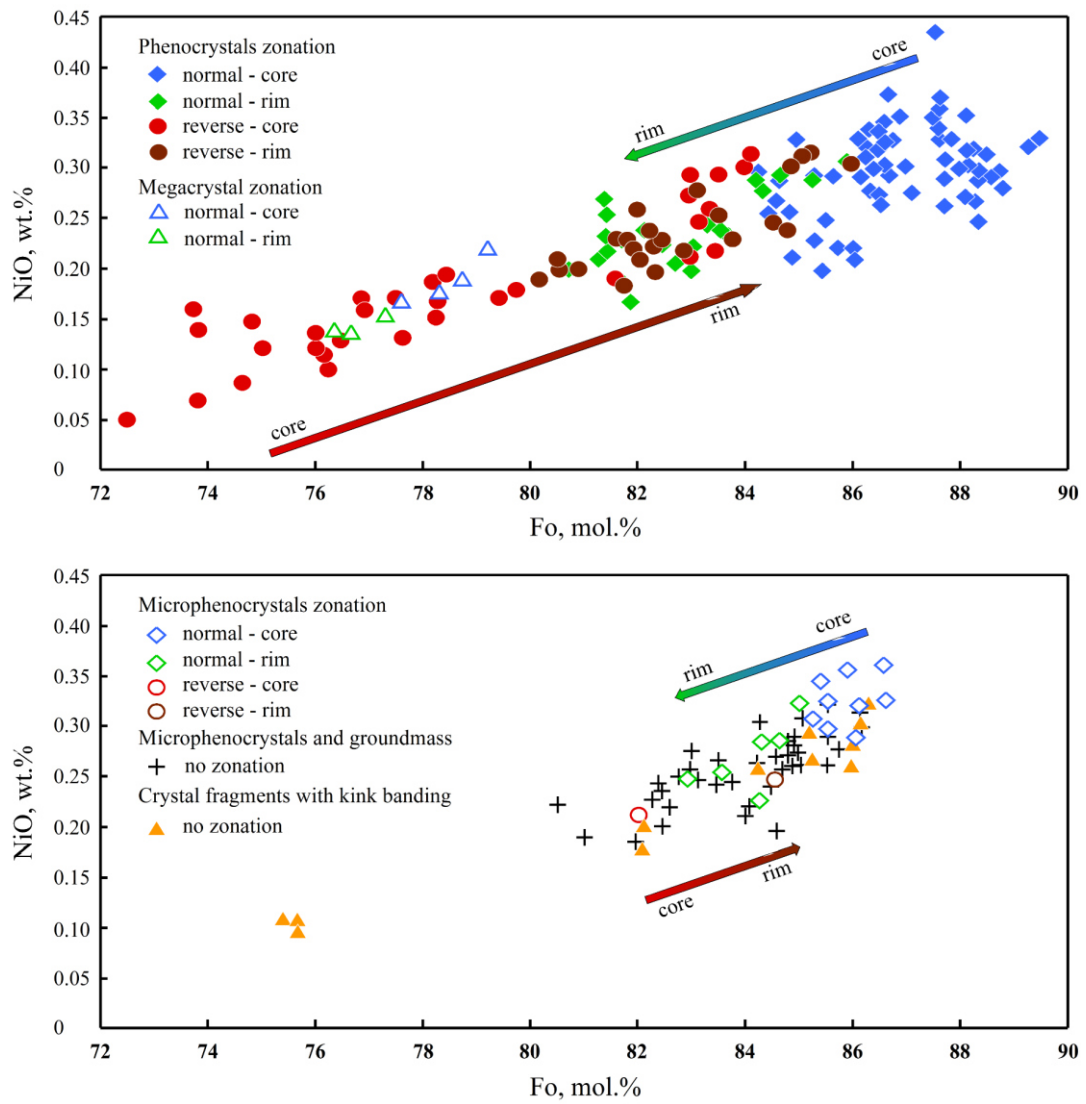 0.45
0.40
0.35
0.30
0.25
0.20
0.15
0.10
0.05
0
NiO, wt.%
Phenocrystals zonation
normal - core
normal - rim
reverse - core
reverse - rim
Megacrystal zonation
normal - core
normal - rim
core
rim
core
rim
72 74 76 78 80 82 84 86 88 90
Fo, mol.%
0.45
0.40
0.35
0.30
0.25
0.20
0.15
0.10
0.05
0
NiO, wt.%
Microphenocrystals zonation
normal - core
normal - rim
reverse - core
reverse - rim
Microphenocrystals and groundmass
no zonation
Crystal fragments with kink banding
no zonation
core
rim
core
rim
72 74 76 78 80 82 84 86 88 90
Fo, mol.%